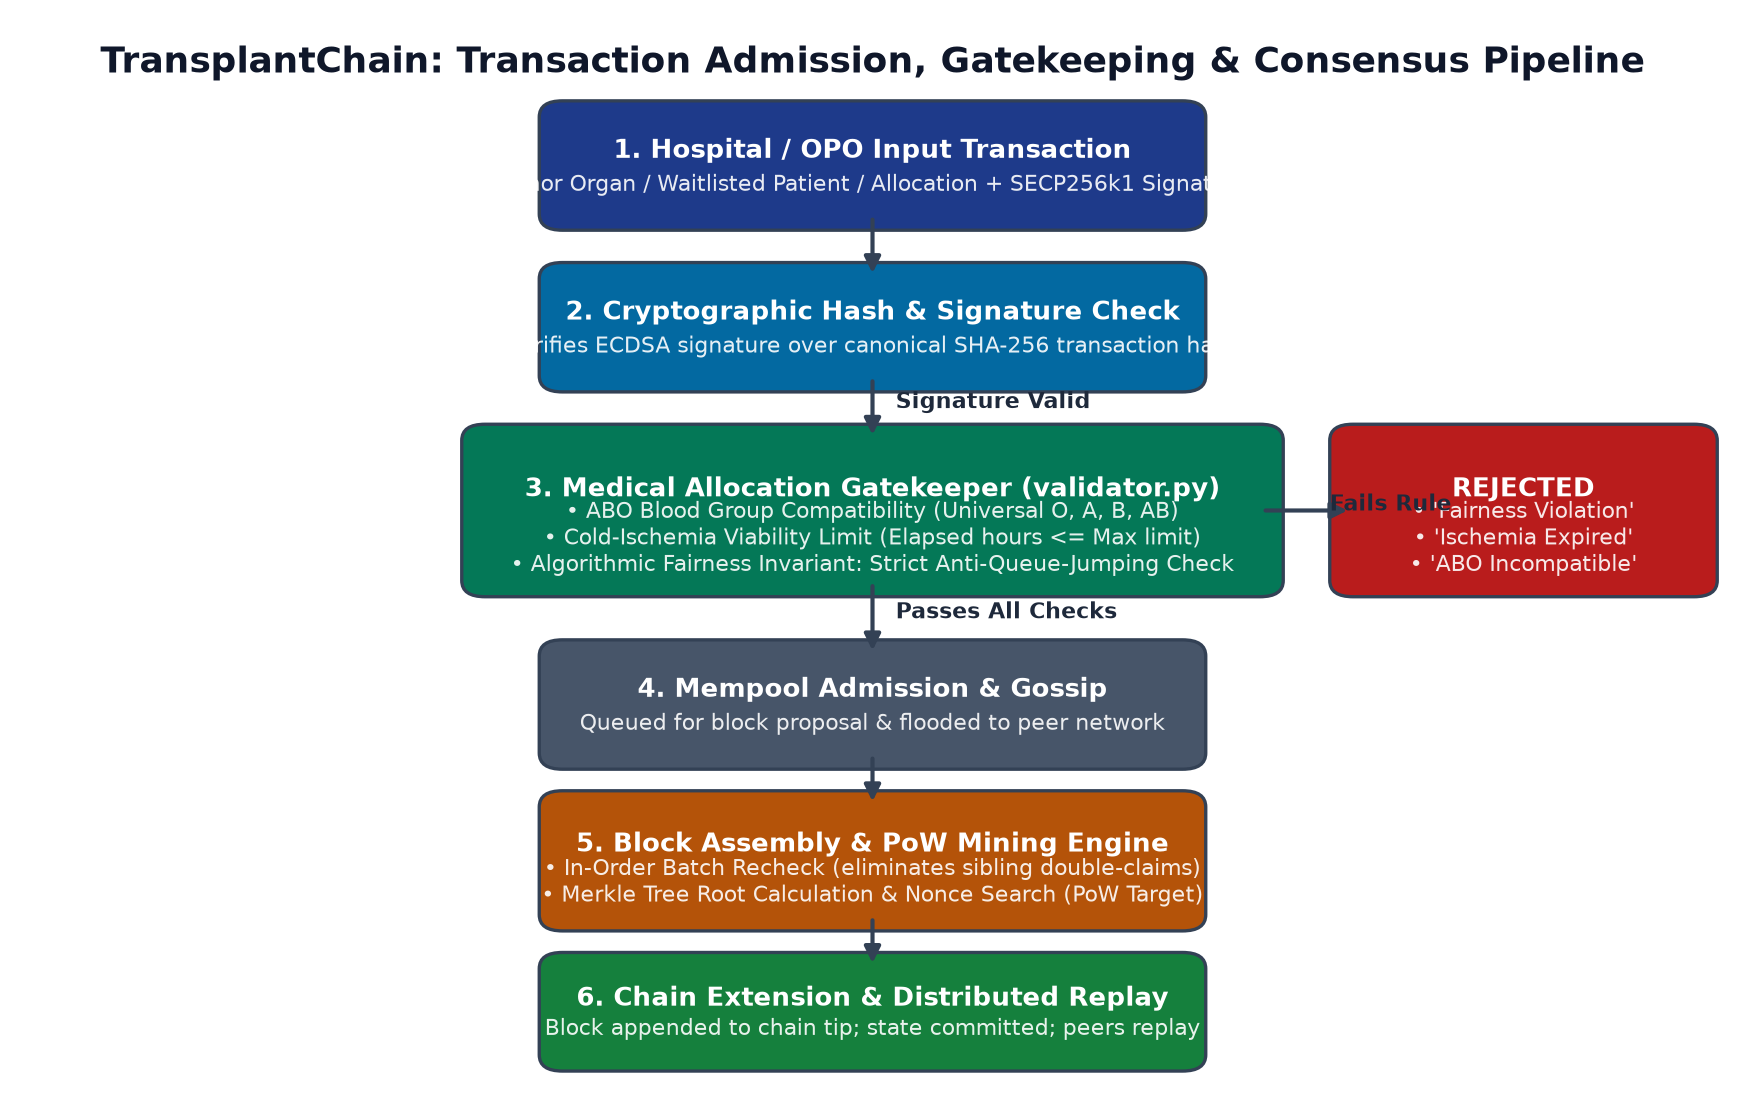 TransplantChain: Transaction Admission, Gatekeeping & Consensus Pipeline
1. Hospital / OPO Input Transaction
Organ / Waitlisted Patient / Allocation + SECP256k1
2. Cryptographic Hash & Signature Check
ECDSA signature over canonical SHA-256 transaction
Signature Valid
3. Medical Allocation Gatekeeper (validator.py)
• ABO Blood Group Compatibility (Universal O, A, B, AB)
• Cold-Ischemia Viability Limit (Elapsed hours <= Max limit)
• Algorithmic Fairness Invariant: Strict Anti-Queue-Jumping Check
Fails Rule
REJECTED
• 'Fairness Violation'
• 'Ischemia Expired'
• 'ABO Incompatible'
Passes All Checks
4. Mempool Admission & Gossip
Queued for block proposal & flooded to peer network
5. Block Assembly & PoW Mining Engine
• In-Order Batch Recheck (eliminates sibling double-claims)
• Merkle Tree Root Calculation & Nonce Search (PoW Target)
6. Chain Extension & Distributed Replay
Block appended to chain tip; state committed; peers replay